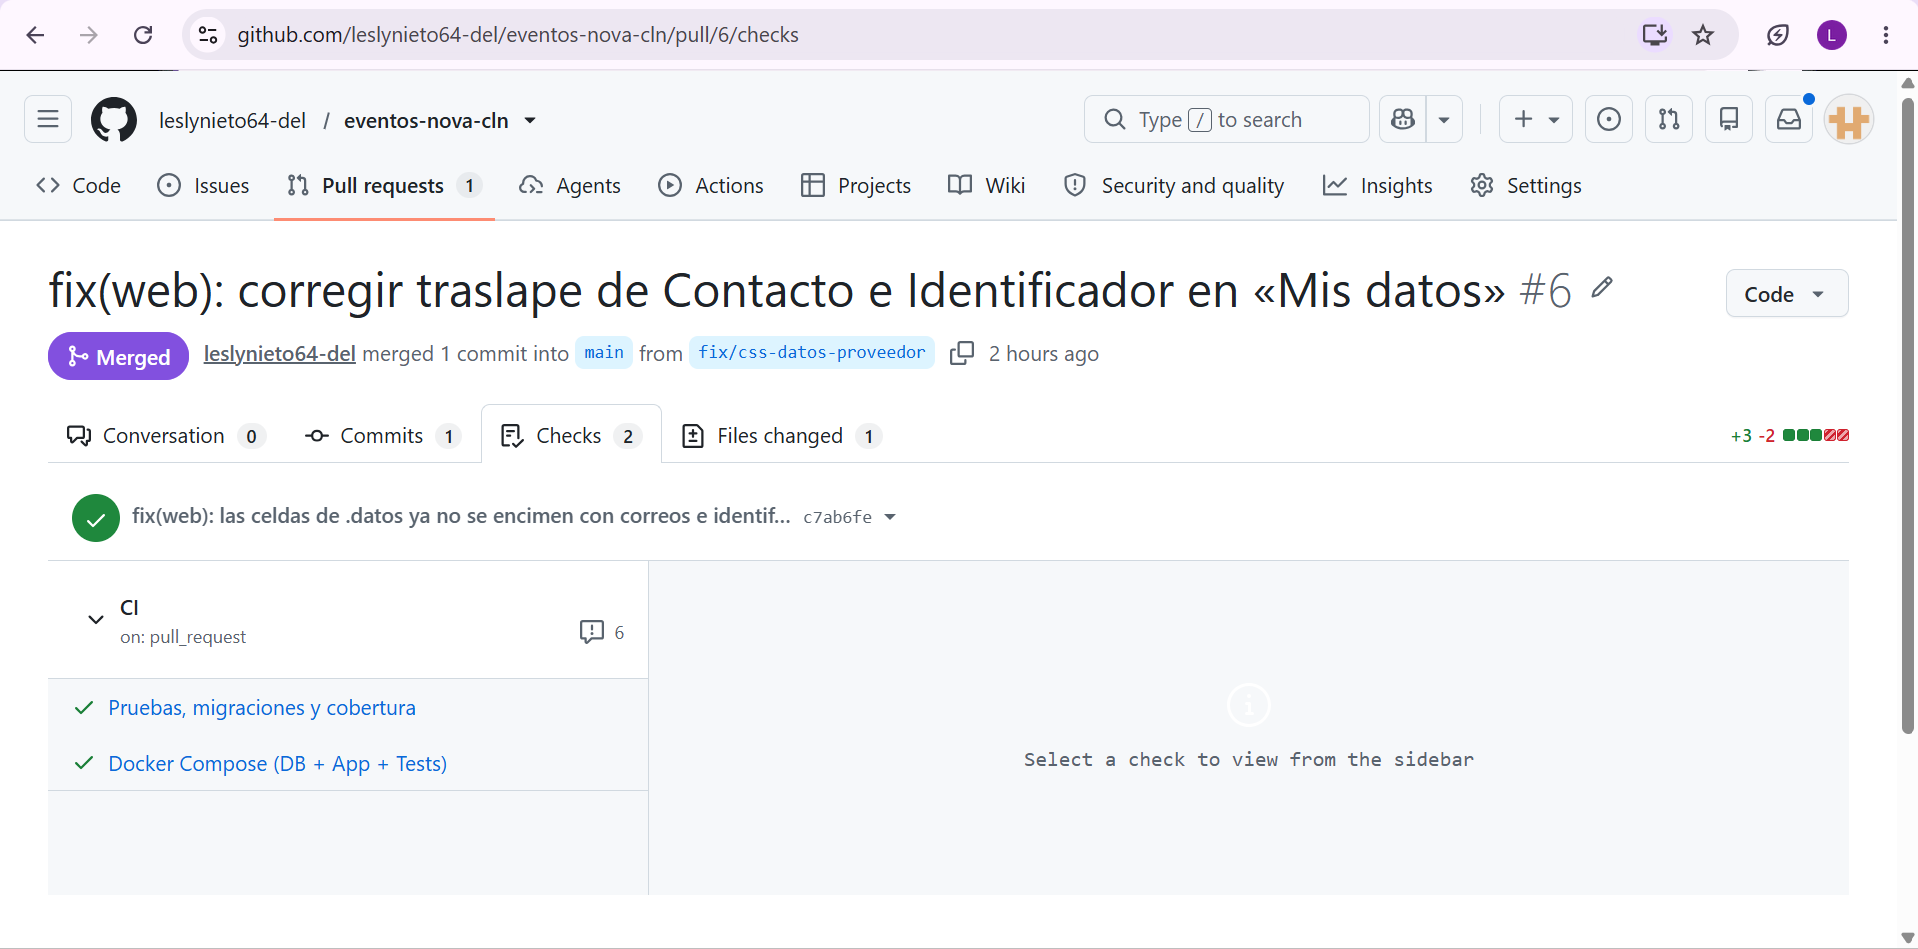 github.com/leslynieto64-del/eventos-nova-cln/pull/6/checks
L
leslynieto64-del / eventos-nova-cln
Type / to search
Code
Issues
Pull requests 1
Agents
Actions
Projects
Wiki
Security and quality
Insights
Settings
fix(web): corregir traslape de Contacto e Identificador en «Mis datos» #6
Code
Merged
leslynieto64-del merged 1 commit into main from fix/css-datos-proveedor 2 hours ago
Conversation 0
Commits 1
Checks 2
Files changed 1
+3 -2
fix(web): las celdas de .datos ya no se encimen con correos e identif... c7ab6fe
CI
on: pull_request
6
Pruebas, migraciones y cobertura
Docker Compose (DB + App + Tests)
Select a check to view from the sidebar